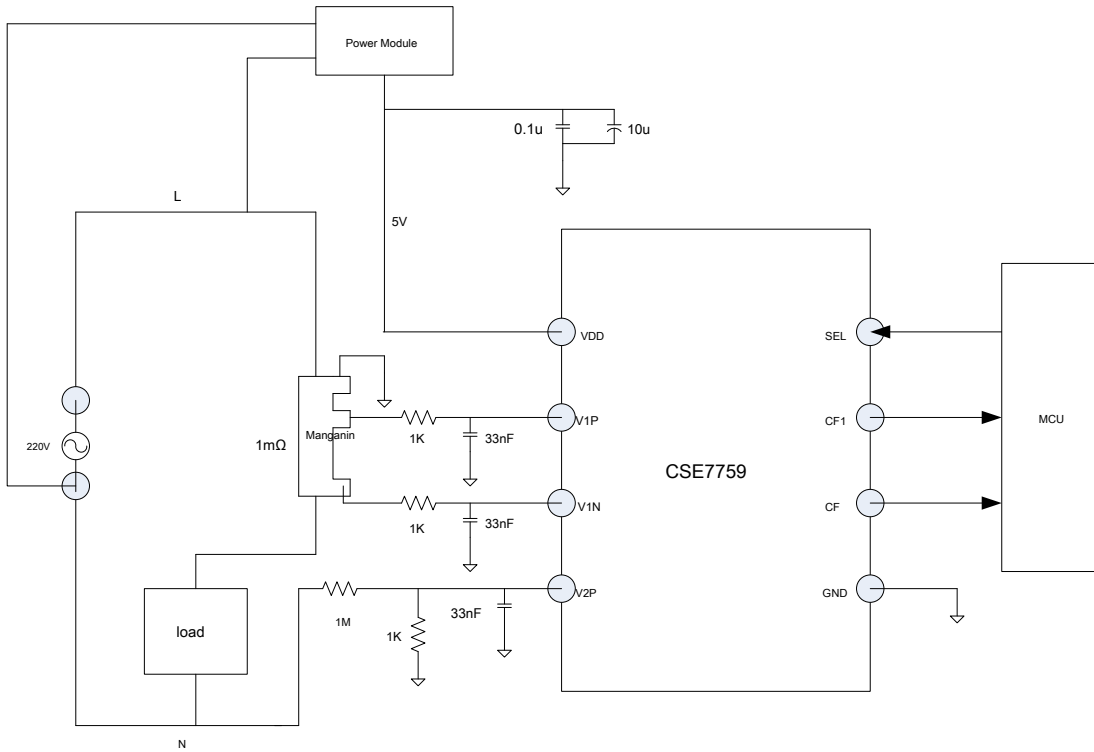 Power Module
0.1u
10u
L
5V
VDD
SEL
220V
1mΩ
Manganin
1K
33nF
V1P
CF1
MCU
CSE7759
1K
33nF
V1N
CF
load
1M
1K
33nF
V2P
GND
N